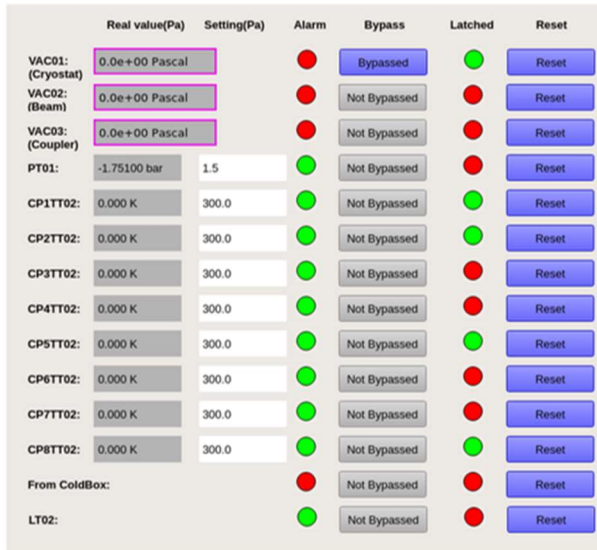 Real value(Pa) Setting(Pa) Alarm Bypass Latched Reset
VAC01: 0.0e+00 Pascal Bypassed Reset
(Cryostat)
VAC02: 0.0e+00 Pascal Not Bypassed Reset
(Beam)
VAC03: 0.0e+00 Pascal Not Bypassed Reset
(Coupler)
PT01: -1.75100 bar 1.5 Not Bypassed Reset
CP1TT02: 0.000 K 300.0 Not Bypassed Reset
CP2TT02: 0.000 K 300.0 Not Bypassed Reset
CP3TT02: 0.000 K 300.0 Not Bypassed Reset
CP4TT02: 0.000 K 300.0 Not Bypassed Reset
CP5TT02: 0.000 K 300.0 Not Bypassed Reset
CP6TT02: 0.000 K 300.0 Not Bypassed Reset
CP7TT02: 0.000 K 300.0 Not Bypassed Reset
CP8TT02: 0.000 K 300.0 Not Bypassed Reset
From ColdBox: Not Bypassed Reset
LT02: Not Bypassed Reset